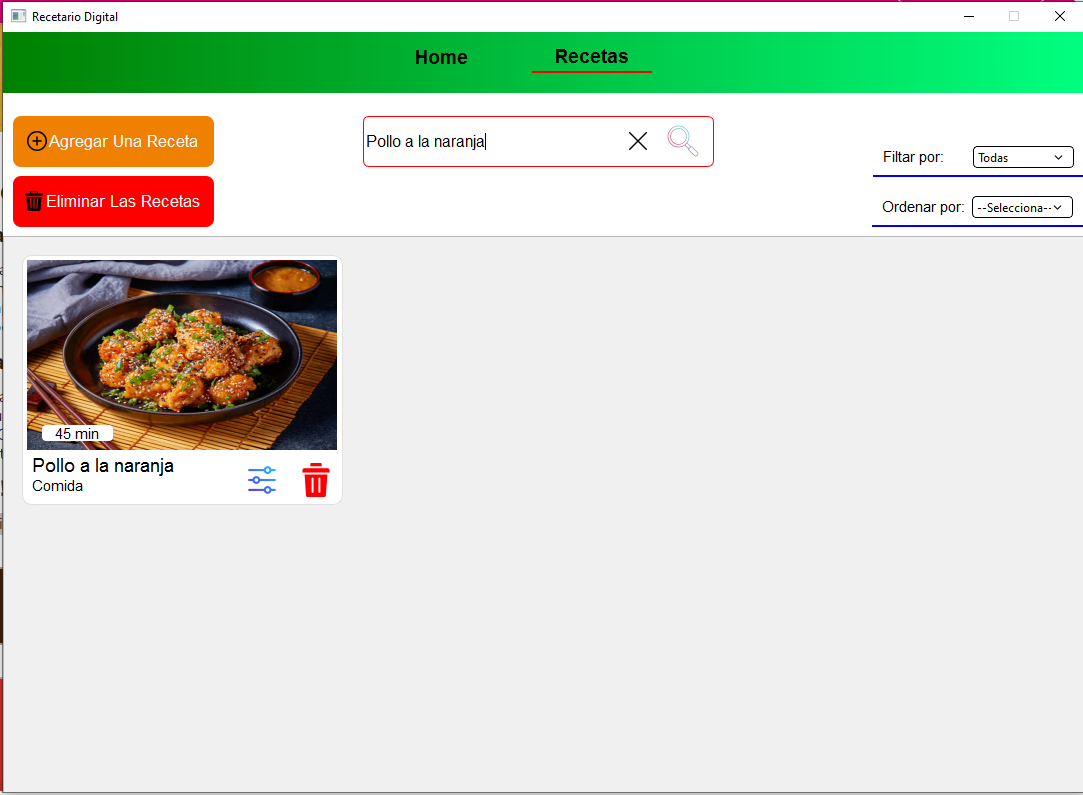 Recetario Digital
Home
Recetas
Agregar Una Receta
Pollo a la naranja
Filtar por:
Todas
Eliminar Las Recetas
Ordenar por:
--Selecciona--
45 min
Pollo a la naranja
Comida